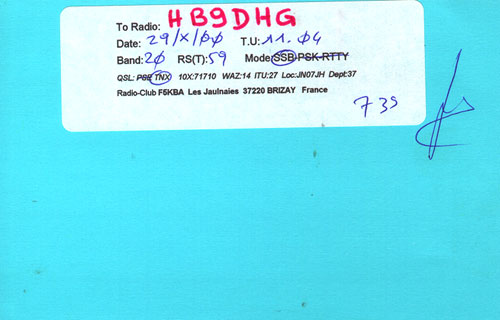 To Radio: HB9DHG
Date: 29/X/00 T.U: 11.04
Band: 20 RS(T): 59 Mode: SSB-PSK-RTTY
QSL: PSE TNX 10X:71710 WAZ:14 ITU:27 Loc:JN07JH Dept:37
Radio-Club F5KBA Les Jaulnaies 37220 BRIZAY France
739